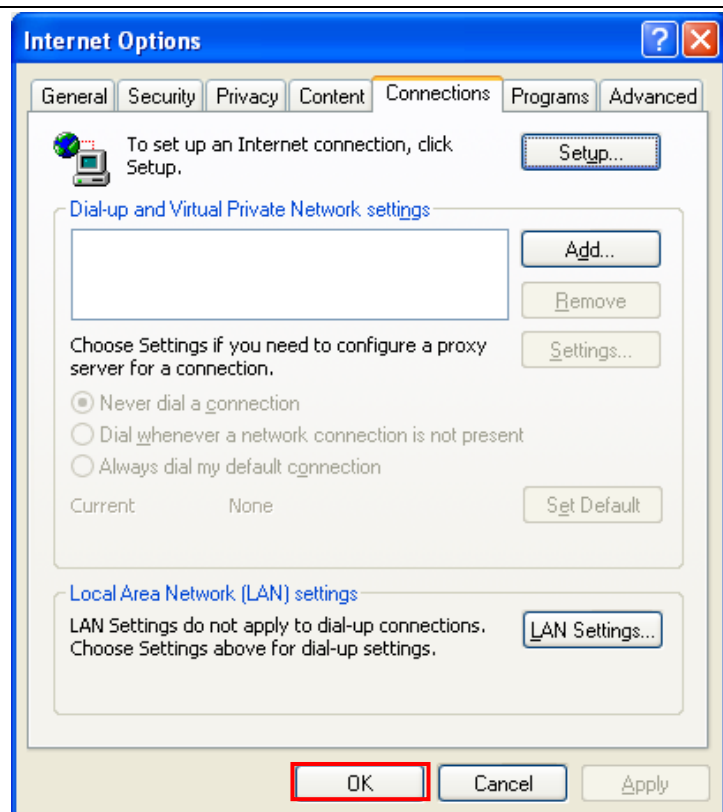 Internet Options
General Security Privacy Content Connections Programs Advanced
To set up an Internet connection, click
Setup.
Setup...
Dial-up and Virtual Private Network settings
Add...
Remove
Choose Settings if you need to configure a proxy
server for a connection.
Settings...
Never dial a connection
Dial whenever a network connection is not present
Always dial my default connection
Current None
Set Default
Local Area Network (LAN) settings
LAN Settings do not apply to dial-up connections.
Choose Settings above for dial-up settings.
LAN Settings...
OK Cancel Apply